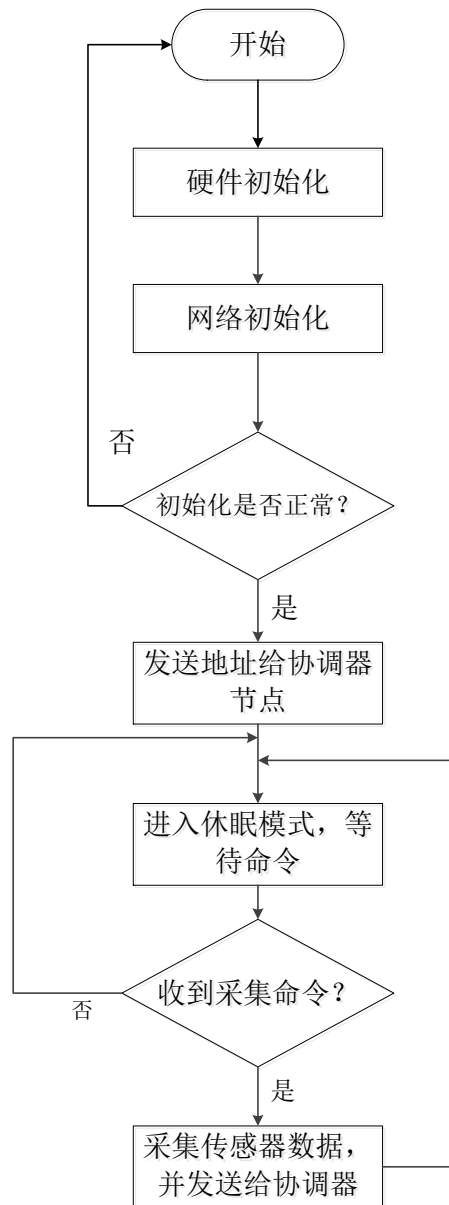 开始
硬件初始化
网络初始化
否
初始化是否正常？
是
发送地址给协调器
节点
进入休眠模式，等
待命令
收到采集命令？
否
是
采集传感器数据，
并发送给协调器